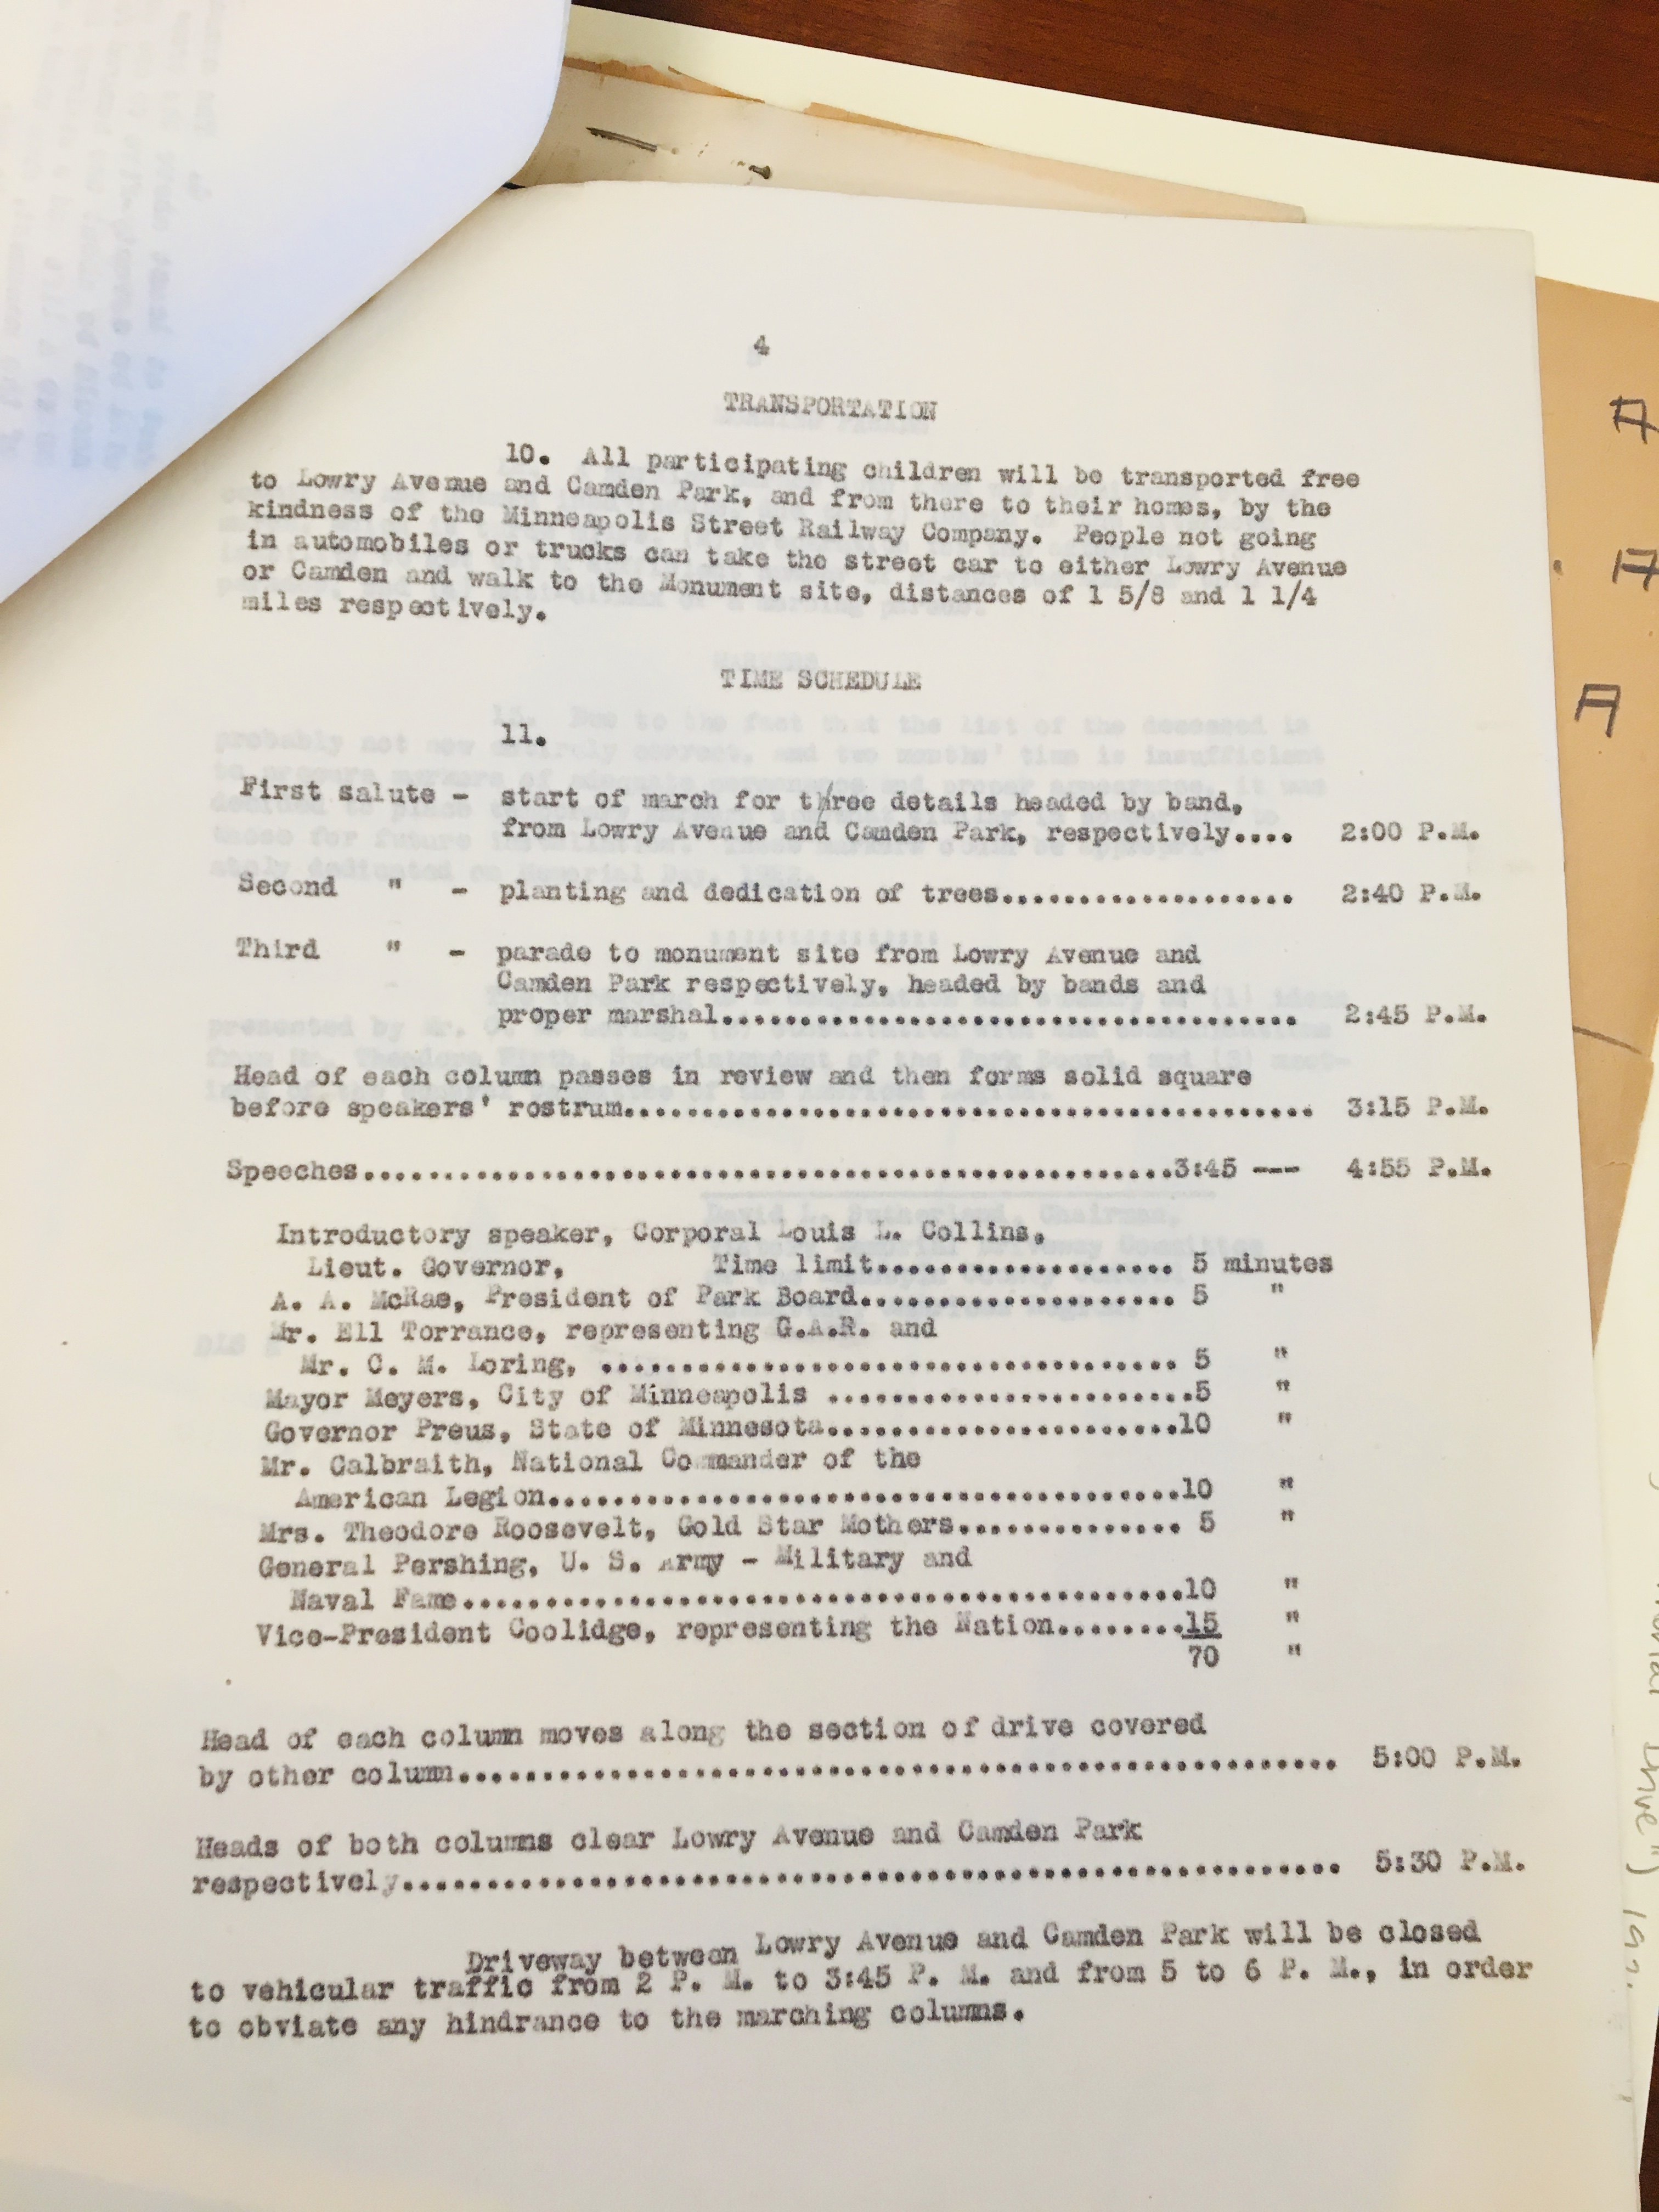 4
TRANSPORTATION
10. All participating children will be transported free
to Lowry Avenue and Camden Park, and from there to their homes, by the
kindness of the Minneapolis Street Railway Company. People not going
in automobiles or trucks can take the street car to either Lowry Avenue
or Camden and walk to the Monument site, distances of 1 5/8 and 1 1/4
miles respectively.
TIME SCHEDULE
11.
First salute - start of march for three details headed by band,
from Lowry Avenue and Camden Park, respectively.... 2:00 P.M.
Second " - planting and dedication of trees................... 2:40 P.M.
Third " - parade to monument site from Lowry Avenue and
Camden Park respectively, headed by bands and
proper marshal..................................... 2:45 P.M.
Head of each column passes in review and then forms solid square
before speakers' rostrum............................................ 3:15 P.M.
Speeches....................................................3:45 --- 4:55 P.M.
Introductory speaker, Corporal Louis L. Collins,
Lieut. Governor, Time limit................... 5 minutes
A. A. McRae, President of Park Board.................... 5 "
Mr. Ell Torrance, representing G.A.R. and
Mr. C. M. Loring, ..................................... 5 "
Mayor Meyers, City of Minneapolis .......................5 "
Governor Preus, State of Minnesota.......................10 "
Mr. Galbraith, National Commander of the
American Legion.........................................10 "
Mrs. Theodore Roosevelt, Gold Star Mothers............... 5 "
General Pershing, U. S. Army - Military and
Naval Fame..............................................10 "
Vice-President Coolidge, representing the Nation.........15 "
70 "
Head of each column moves along the section of drive covered
by other column........................................................ 5:00 P.M.
Heads of both columns clear Lowry Avenue and Camden Park
respectively............................................................ 5:30 P.M.
Driveway between Lowry Avenue and Camden Park will be closed
to vehicular traffic from 2 P. M. to 3:45 P. M. and from 5 to 6 P. M., in order
to obviate any hindrance to the marching columns.
A
A
A
Drive")